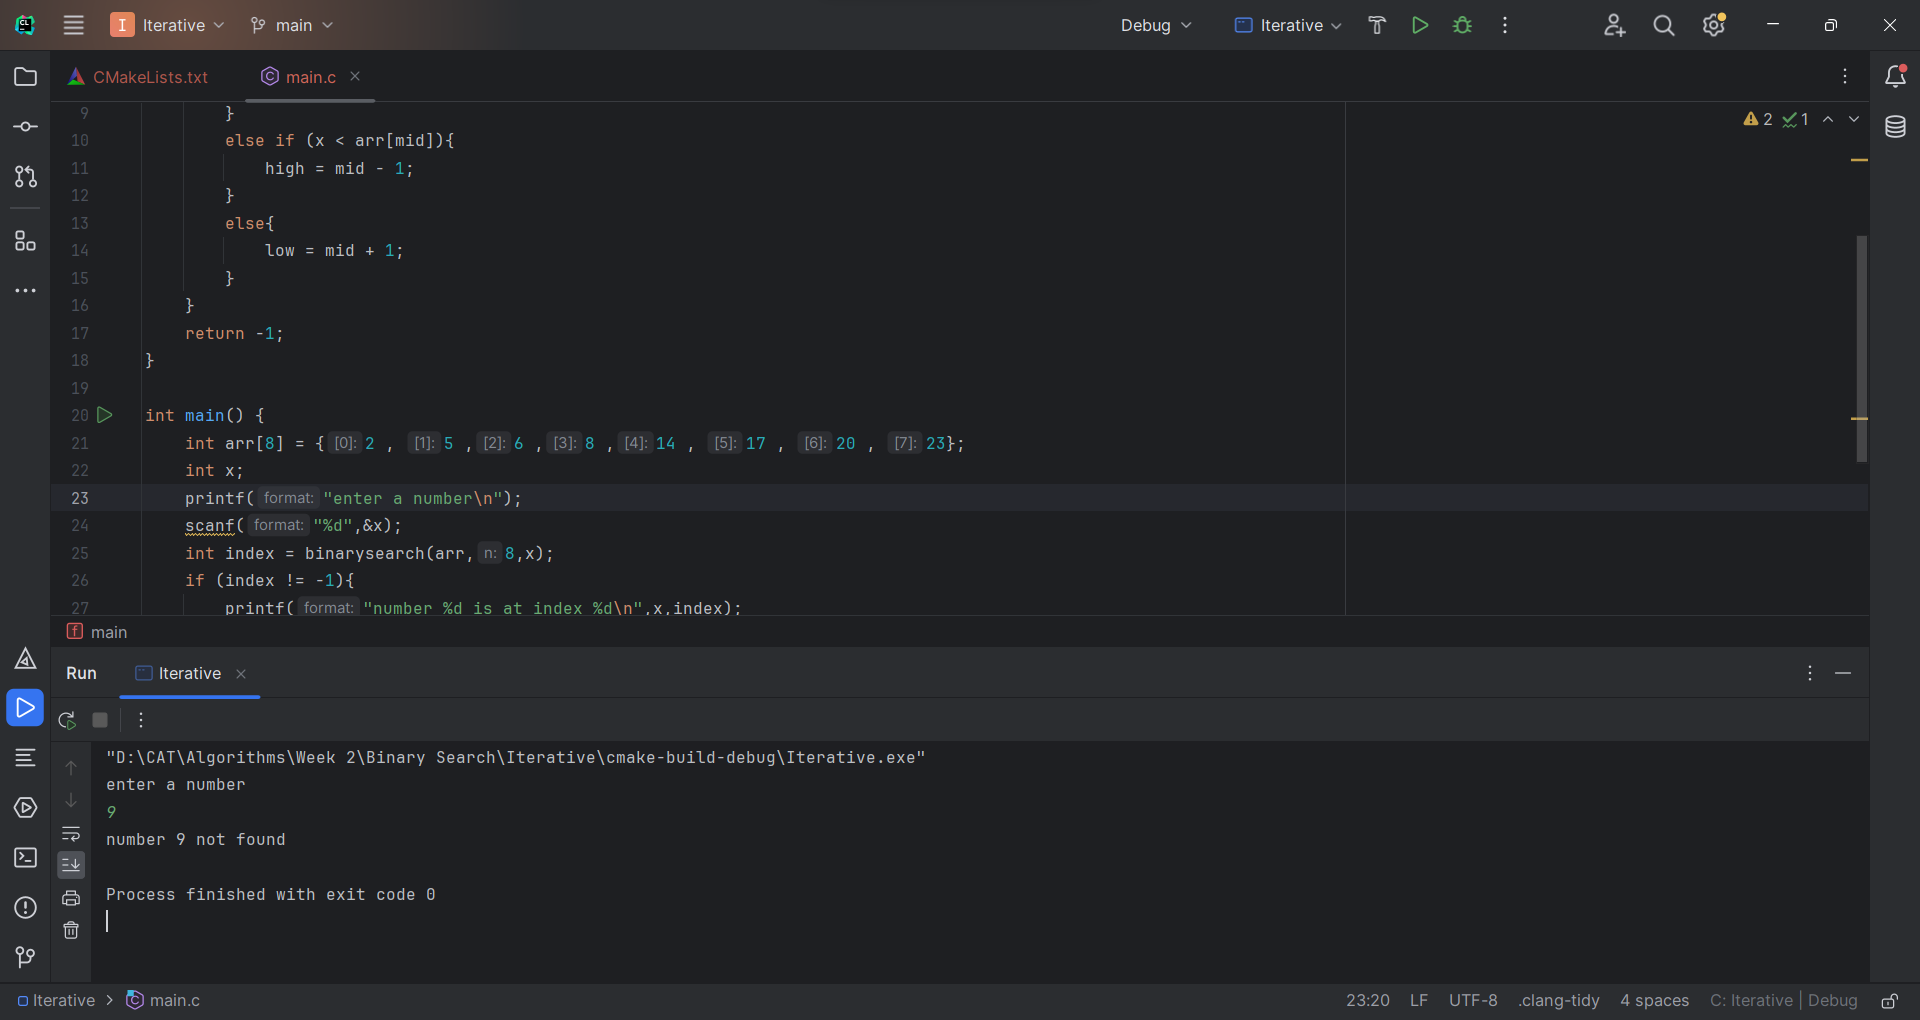 CL I Iterative main Debug Iterative
CMakeLists.txt main.c
2 1
9 }
10 else if (x < arr[mid]){
11 high = mid - 1;
12 }
13 else{
14 low = mid + 1;
15 }
16 }
17 return -1;
18 }
19
20 int main() {
21 int arr[8] = {[0]: 2 , [1]: 5 ,[2]: 6 ,[3]: 8 ,[4]: 14 , [5]: 17 , [6]: 20 , [7]: 23};
22 int x;
23 printf( format: "enter a number\n");
24 scanf( format: "%d",&x);
25 int index = binarysearch(arr, n: 8,x);
26 if (index != -1){
27 printf( format: "number %d is at index %d\n",x,index);
f main
Run Iterative
"D:\CAT\Algorithms\Week 2\Binary Search\Iterative\cmake-build-debug\Iterative.exe"
enter a number
9
number 9 not found
Process finished with exit code 0
Iterative > main.c 23:20 LF UTF-8 .clang-tidy 4 spaces C: Iterative | Debug